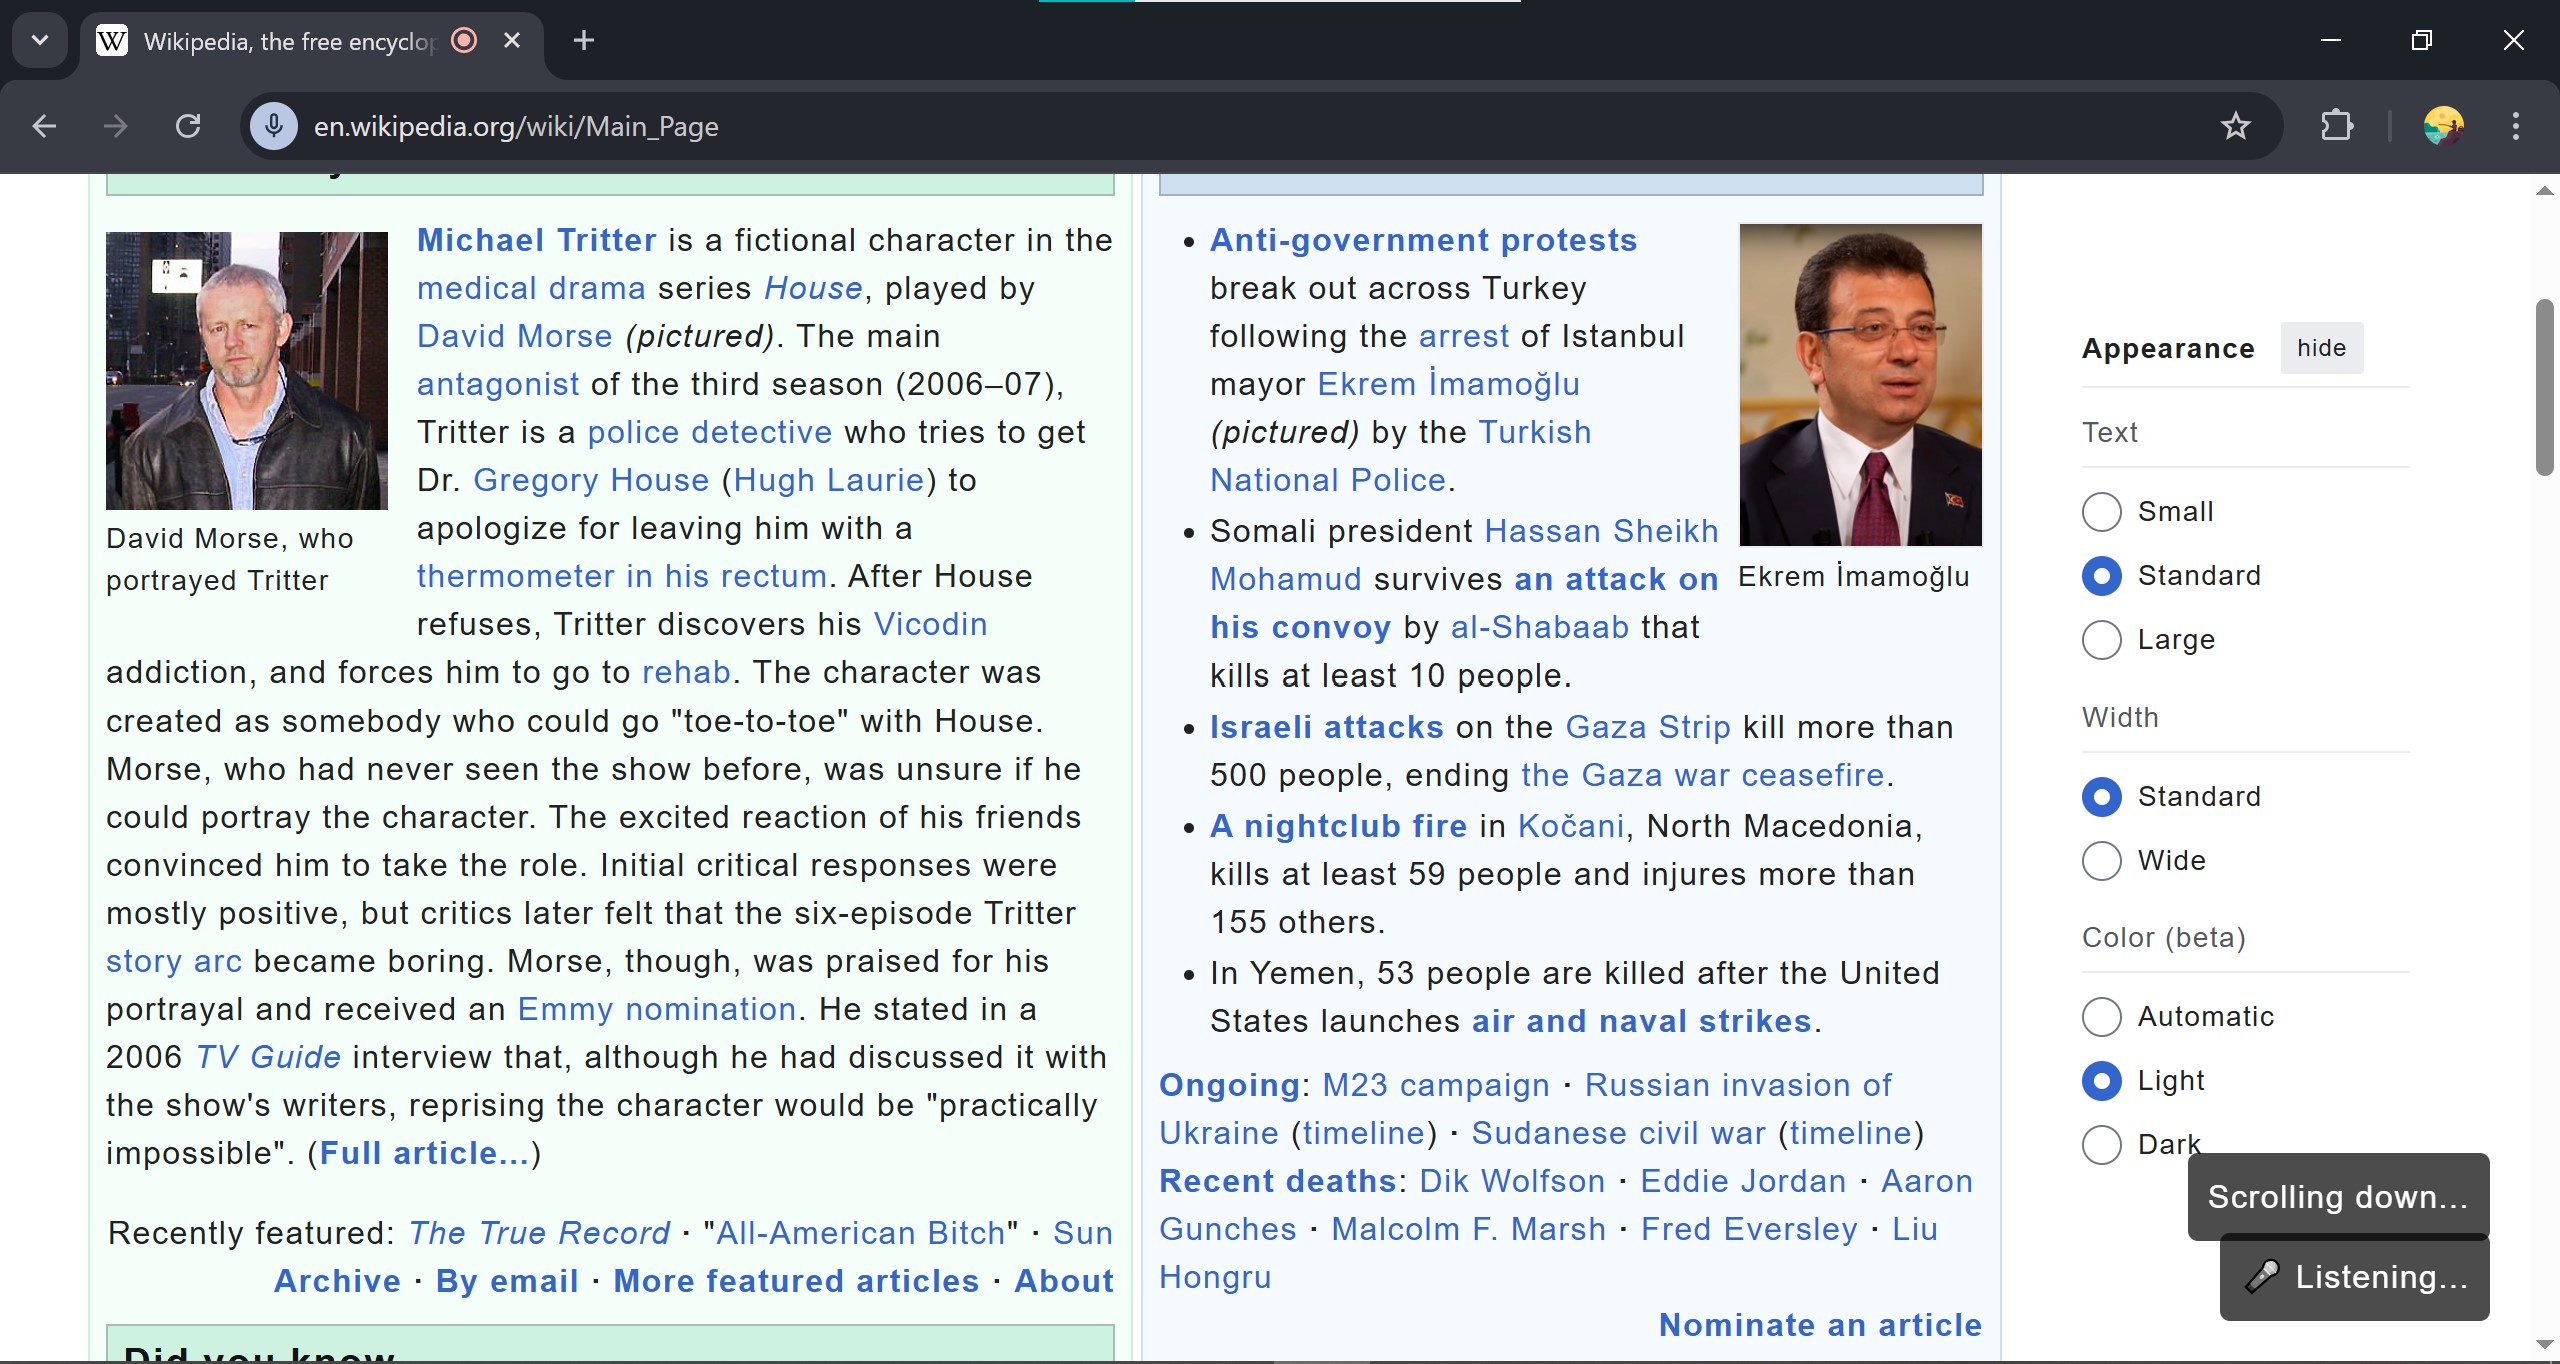 Wikipedia, the free encyclop
en.wikipedia.org/wiki/Main_Page
Michael Tritter is a fictional character in the
medical drama series House, played by
David Morse (pictured). The main
antagonist of the third season (2006–07),
Tritter is a police detective who tries to get
Dr. Gregory House (Hugh Laurie) to
apologize for leaving him with a
thermometer in his rectum. After House
refuses, Tritter discovers his Vicodin
David Morse, who
portrayed Tritter
addiction, and forces him to go to rehab. The character was
created as somebody who could go "toe-to-toe" with House.
Morse, who had never seen the show before, was unsure if he
could portray the character. The excited reaction of his friends
convinced him to take the role. Initial critical responses were
mostly positive, but critics later felt that the six-episode Tritter
story arc became boring. Morse, though, was praised for his
portrayal and received an Emmy nomination. He stated in a
2006 TV Guide interview that, although he had discussed it with
the show's writers, reprising the character would be "practically
impossible". (Full article...)
Recently featured: The True Record · "All-American Bitch" · Sun
Archive · By email · More featured articles · About
Did you know
Anti-government protests
break out across Turkey
following the arrest of Istanbul
mayor Ekrem İmamoğlu
(pictured) by the Turkish
National Police.
Somali president Hassan Sheikh
Mohamud survives an attack on
his convoy by al-Shabaab that
kills at least 10 people.
Ekrem İmamoğlu
Israeli attacks on the Gaza Strip kill more than
500 people, ending the Gaza war ceasefire.
A nightclub fire in Kočani, North Macedonia,
kills at least 59 people and injures more than
155 others.
In Yemen, 53 people are killed after the United
States launches air and naval strikes.
Ongoing: M23 campaign · Russian invasion of
Ukraine (timeline) · Sudanese civil war (timeline)
Recent deaths: Dik Wolfson · Eddie Jordan · Aaron
Gunches · Malcolm F. Marsh · Fred Eversley · Liu
Hongru
Nominate an article
Appearance hide
Text
Small
Standard
Large
Width
Standard
Wide
Color (beta)
Automatic
Light
Dark
Scrolling down...
Listening...